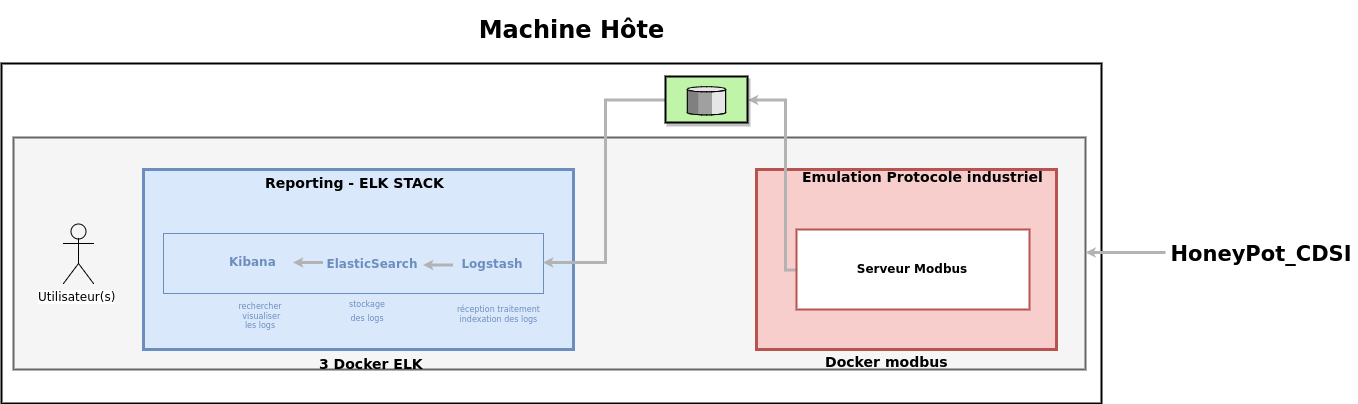 Machine Hôte
Reporting - ELK STACK
Emulation Protocole industriel
Kibana
ElasticSearch
Logstash
Serveur Modbus
HoneyPot_CDSI
Utilisateur(s)
rechercher
visualiser
les logs
stockage
des logs
réception traitement
indexation des logs
3 Docker ELK
Docker modbus